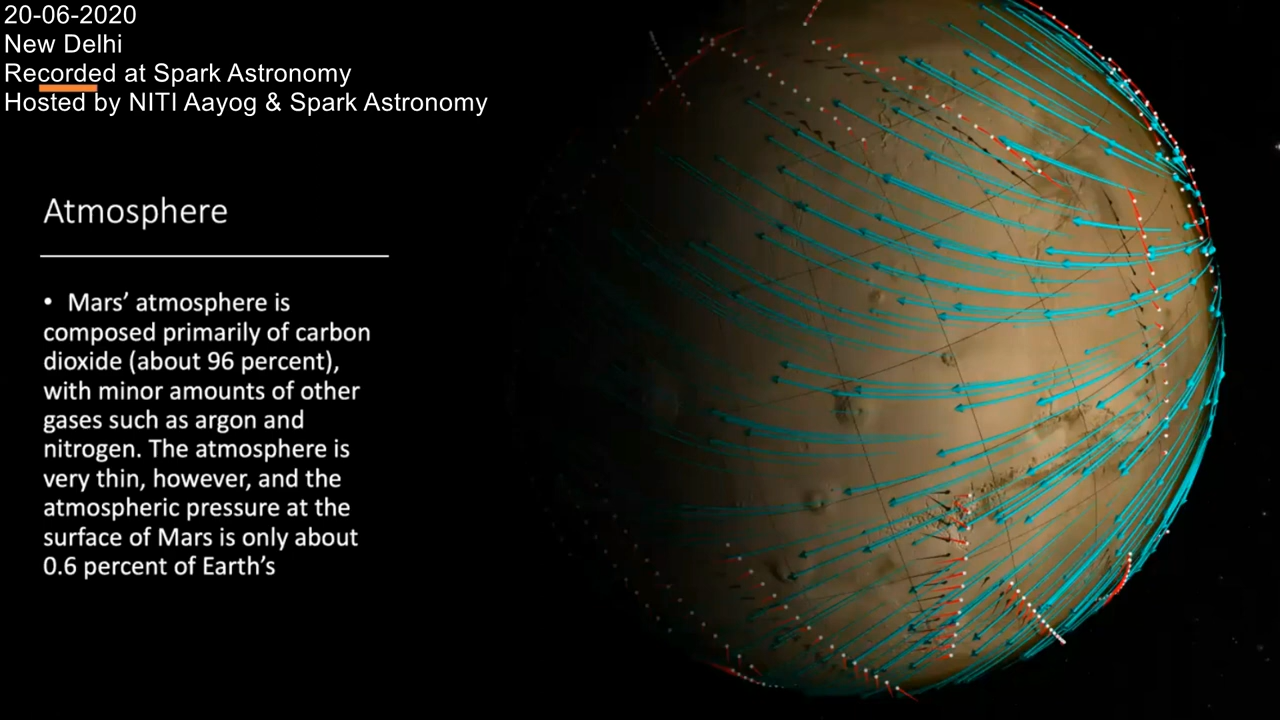 20-06-2020
New Delhi
Recorded at Spark Astronomy
Hosted by NITI Aayog & Spark Astronomy
Atmosphere
• Mars’ atmosphere is
composed primarily of carbon
dioxide (about 96 percent),
with minor amounts of other
gases such as argon and
nitrogen. The atmosphere is
very thin, however, and the
atmospheric pressure at the
surface of Mars is only about
0.6 percent of Earth’s